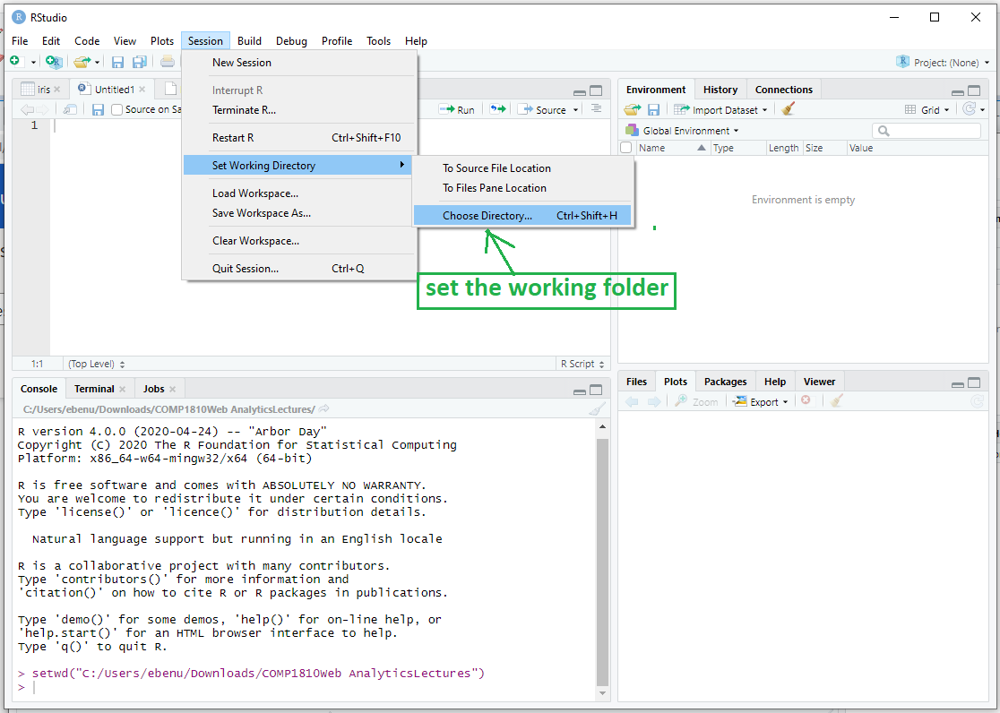 RStudio
File Edit Code View Plots Session Build Debug Profile Tools Help
Project: (None)
New Session
Interrupt R
Terminate R...
Restart R Ctrl+Shift+F10
Set Working Directory
Load Workspace...
Save Workspace As...
Clear Workspace...
Quit Session... Ctrl+Q
To Source File Location
To Files Pane Location
Choose Directory... Ctrl+Shift+H
set the working folder
iris Untitled1
Source on Sa
Run Source
1
1:1 (Top Level) R Script
Environment History Connections
Import Dataset Grid
Global Environment
Name Type Length Size Value
Environment is empty
Console Terminal Jobs
C:/Users/ebenu/Downloads/COMP1810Web AnalyticsLectures/
R version 4.0.0 (2020-04-24) -- "Arbor Day"
Copyright (C) 2020 The R Foundation for Statistical Computing
Platform: x86_64-w64-mingw32/x64 (64-bit)
R is free software and comes with ABSOLUTELY NO WARRANTY.
You are welcome to redistribute it under certain conditions.
Type 'license()' or 'licence()' for distribution details.
Natural language support but running in an English locale
R is a collaborative project with many contributors.
Type 'contributors()' for more information and
'citation()' on how to cite R or R packages in publications.
Type 'demo()' for some demos, 'help()' for on-line help, or
'help.start()' for an HTML browser interface to help.
Type 'q()' to quit R.
> setwd("C:/Users/ebenu/Downloads/COMP1810Web AnalyticsLectures")
>
Files Plots Packages Help Viewer
Zoom Export